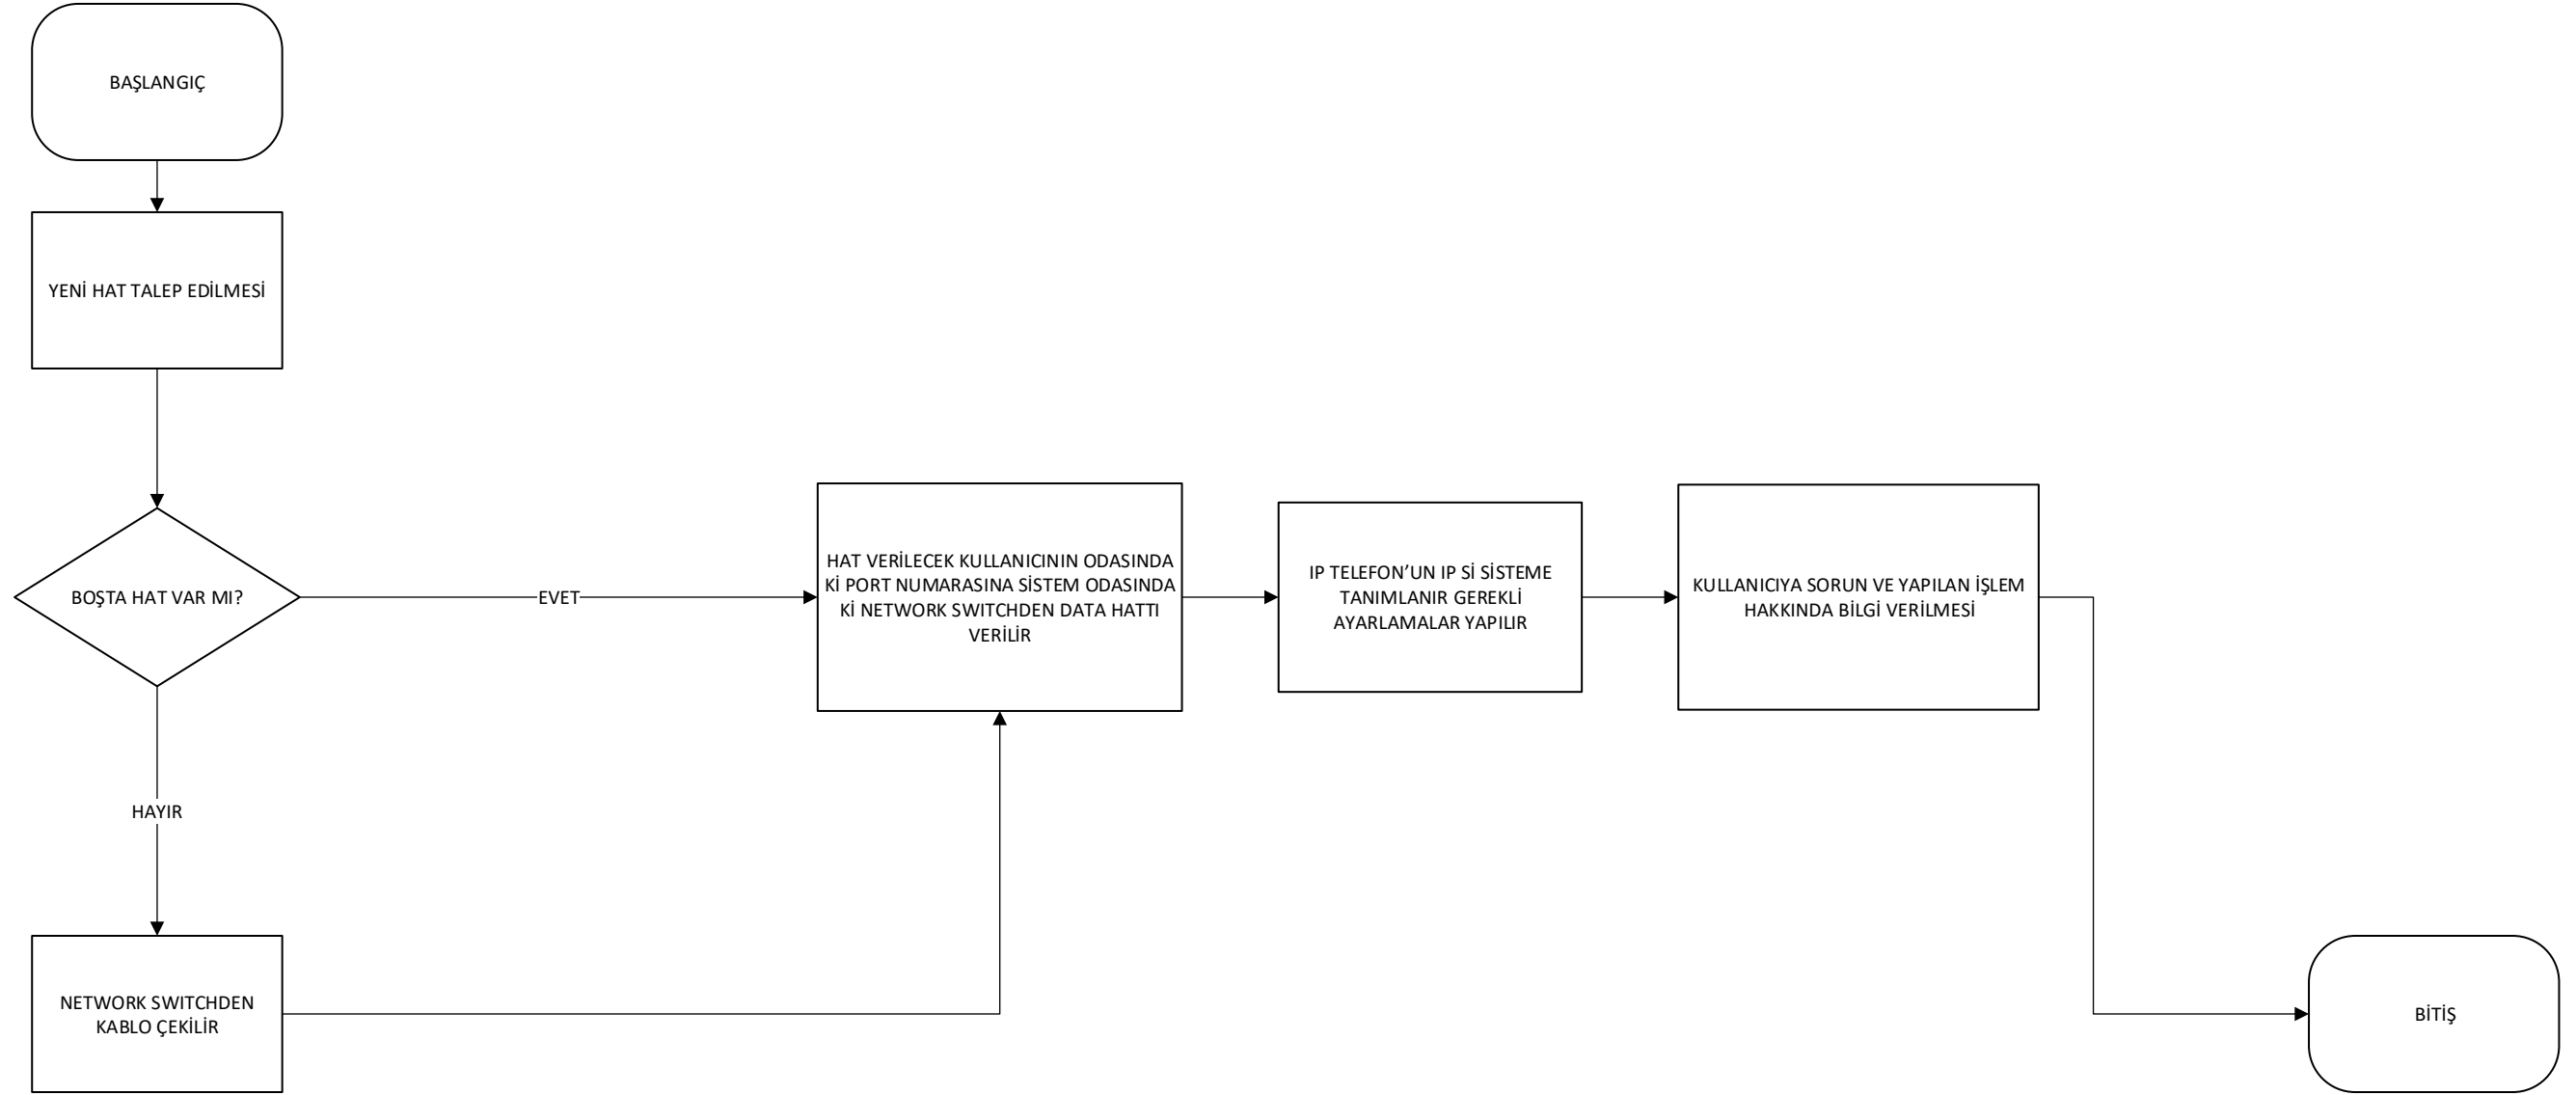 BAŞLANGIÇ
YENİ HAT TALEP EDİLMESİ
BOŞTA HAT VAR MI?
EVET
HAYIR
NETWORK SWITCHDEN
KABLO ÇEKİLİR
HAT VERİLECEK KULLANICININ ODASINDA
Kİ PORT NUMARASINA SİSTEM ODASINDA
Kİ NETWORK SWITCHDEN DATA HATTI
VERİLİR
IP TELEFON’UN IP Sİ SİSTEME
TANIMLANIR GEREKLİ
AYARLAMALAR YAPILIR
KULLANICIYA SORUN VE YAPILAN İŞLEM
HAKKINDA BİLGİ VERİLMESİ
BİTİŞ